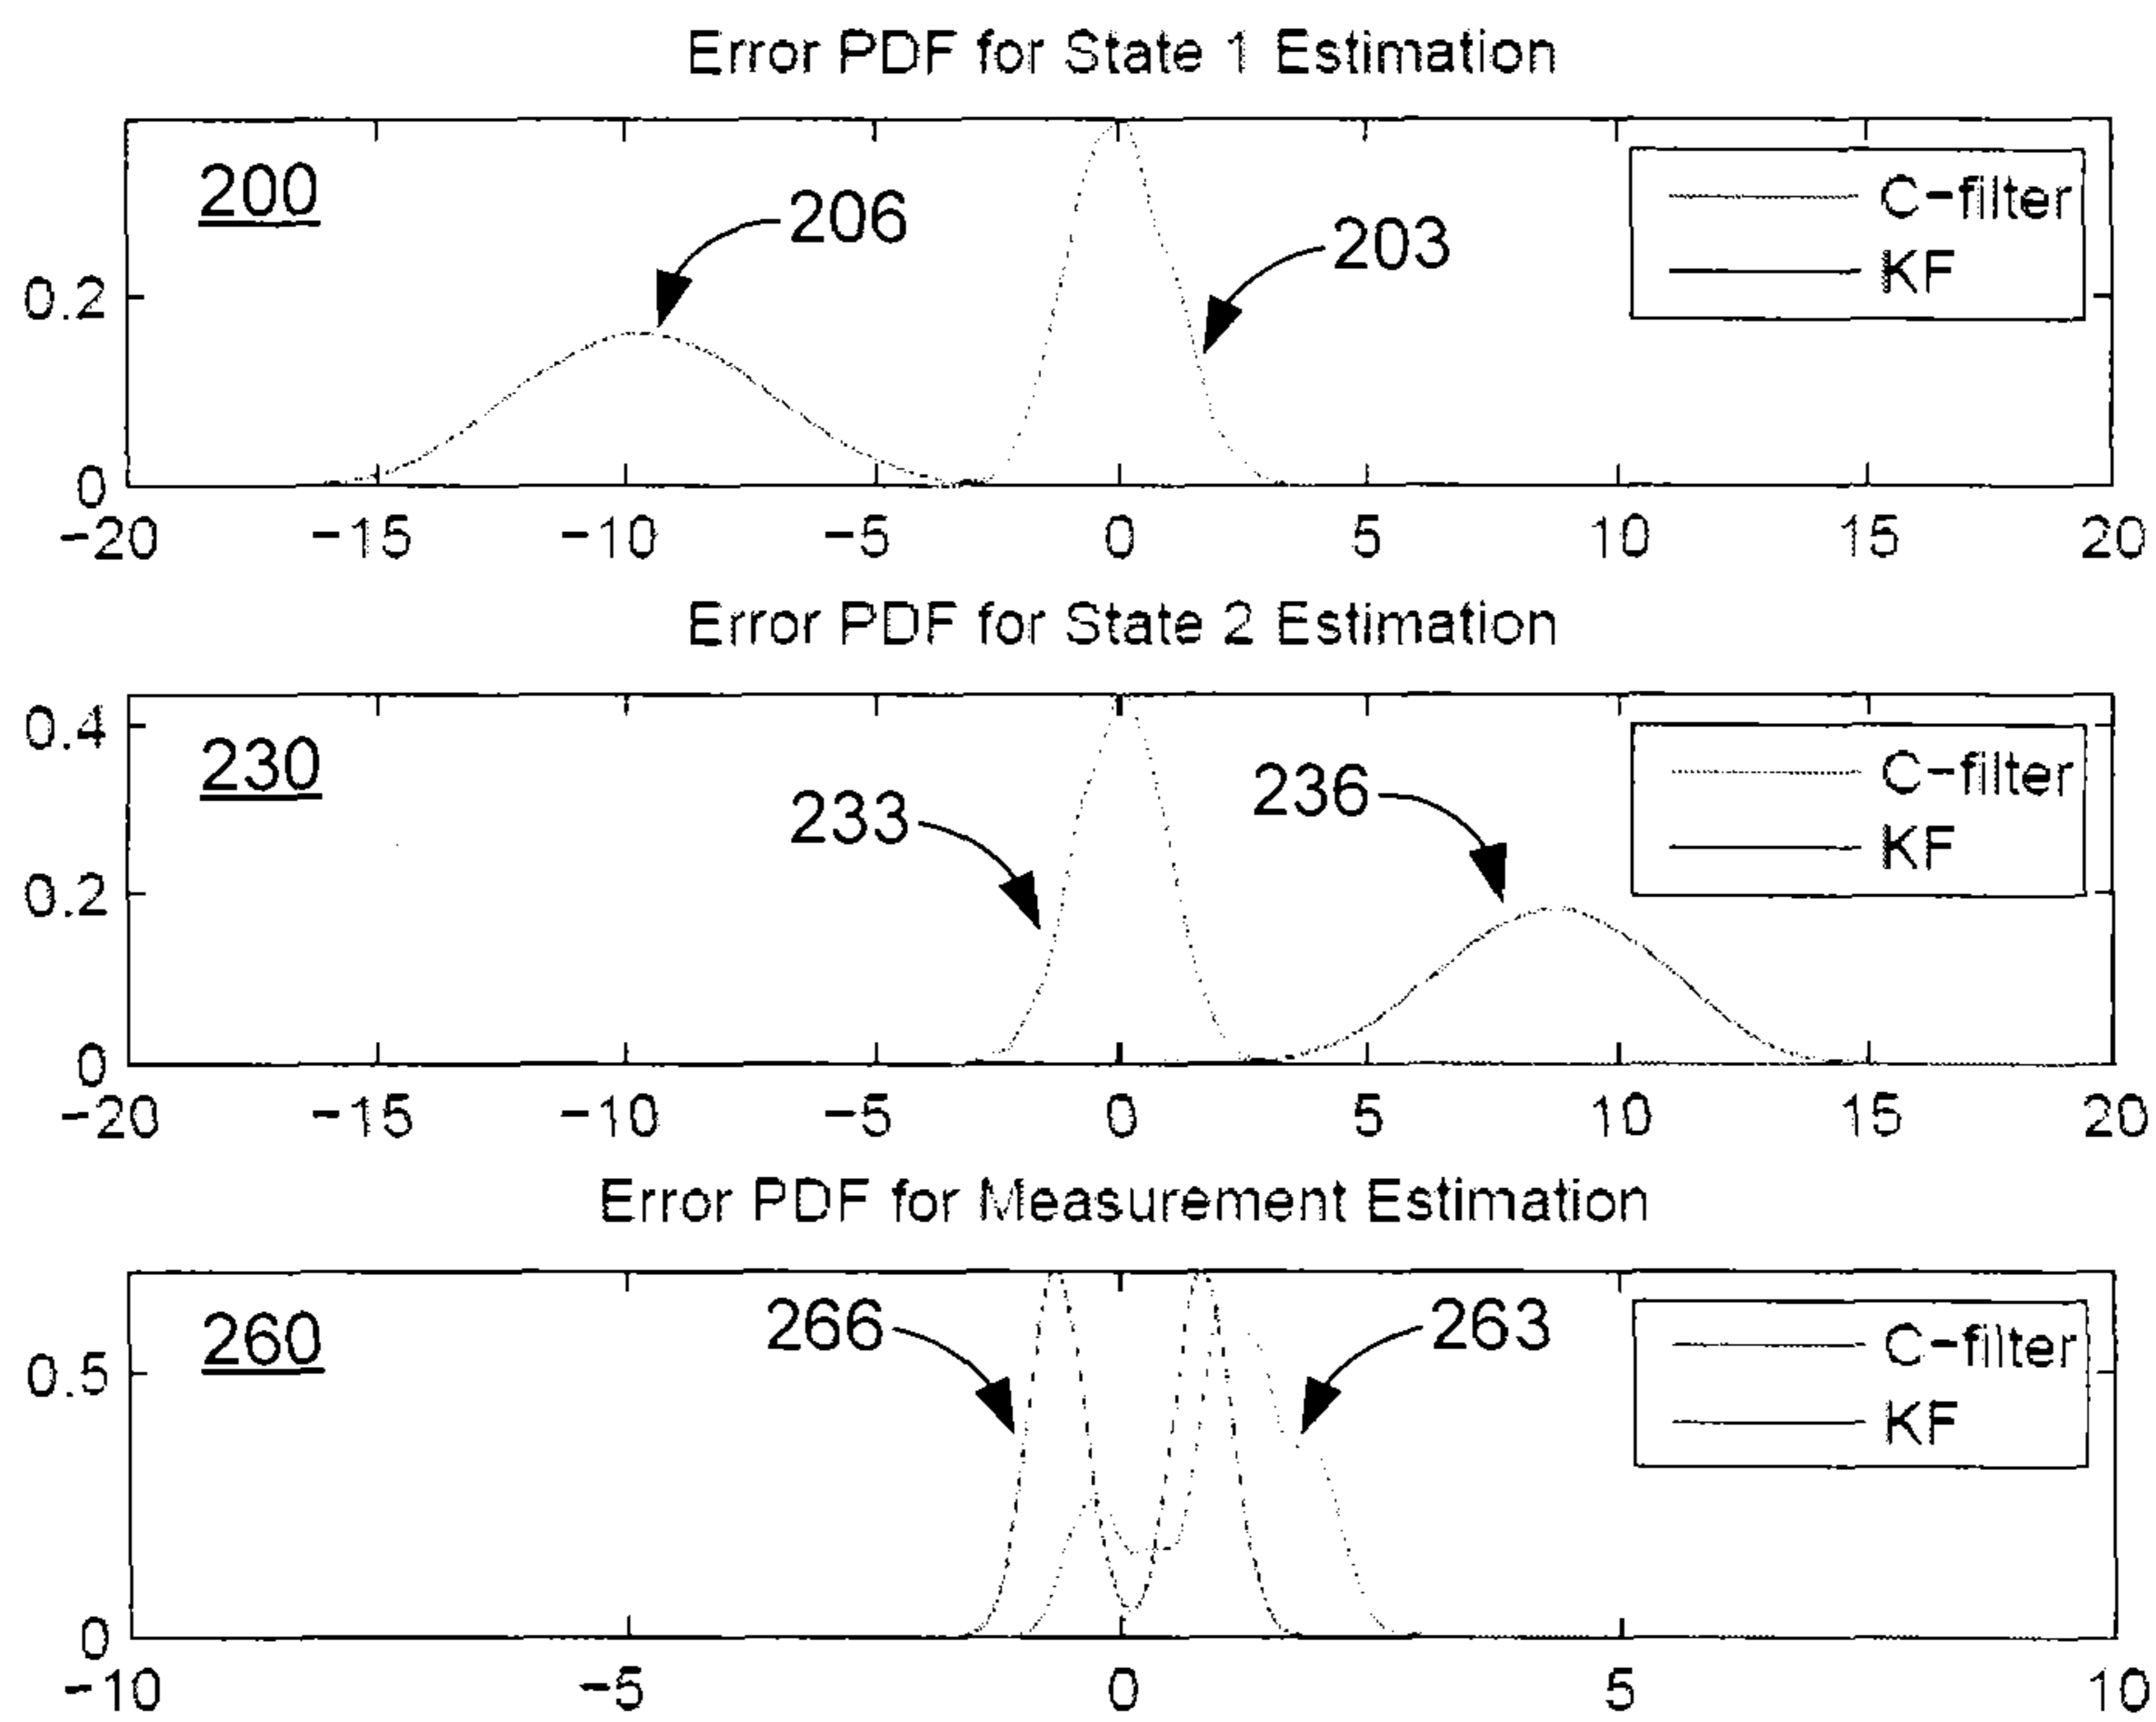 Error PDF for State 1 Estimation
200
206
203
C-filter
KF
0.2
0
-20 -15 -10 -5 0 5 10 15 20
Error PDF for State 2 Estimation
0.4
230
233
236
C-filter
KF
0.2
0
-20 -15 -10 -5 0 5 10 15 20
Error PDF for Measurement Estimation
260
266
263
C-filter
KF
0.5
0
-10 -5 0 5 10